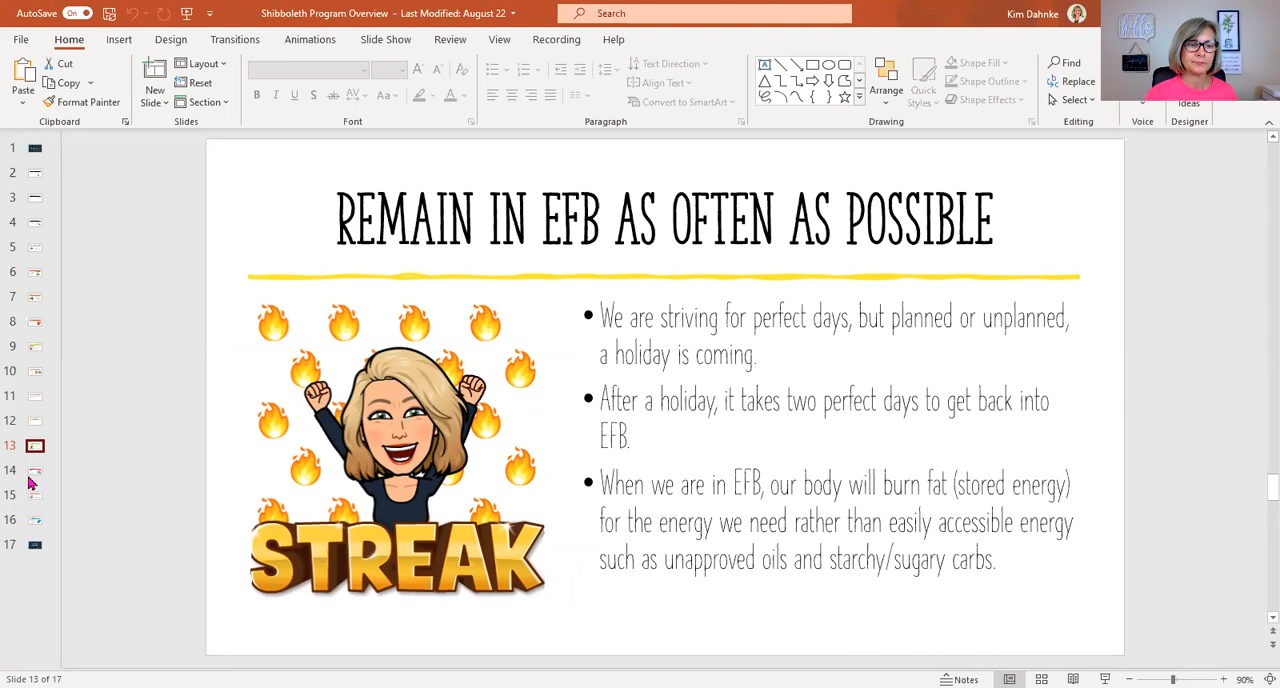 AutoSave On
Shibboleth Program Overview - Last Modified: August 22
Search
Kim Dahnke
File Home Insert Design Transitions Animations Slide Show Review View Recording Help
Paste
Cut
Copy
Format Painter
Clipboard
New
Slide
Layout
Reset
Section
Slides
B I U S ab AV Aa A
Font
Text Direction
Align Text
Convert to SmartArt
Paragraph
Arrange
Quick
Styles
Shape Fill
Shape Outline
Shape Effects
Drawing
Find
Replace
Select
Editing
Voice
Ideas
Designer
hello
1
2
3
4
5
6
7
8
9
10
11
12
13
14
15
16
17
REMAIN IN EFB AS OFTEN AS POSSIBLE
STREAK
• We are striving for perfect days, but planned or unplanned,
a holiday is coming.
• After a holiday, it takes two perfect days to get back into
EFB.
• When we are in EFB, our body will burn fat (stored energy)
for the energy we need rather than easily accessible energy
such as unapproved oils and starchy/sugary carbs.
Slide 13 of 17
Notes
90%